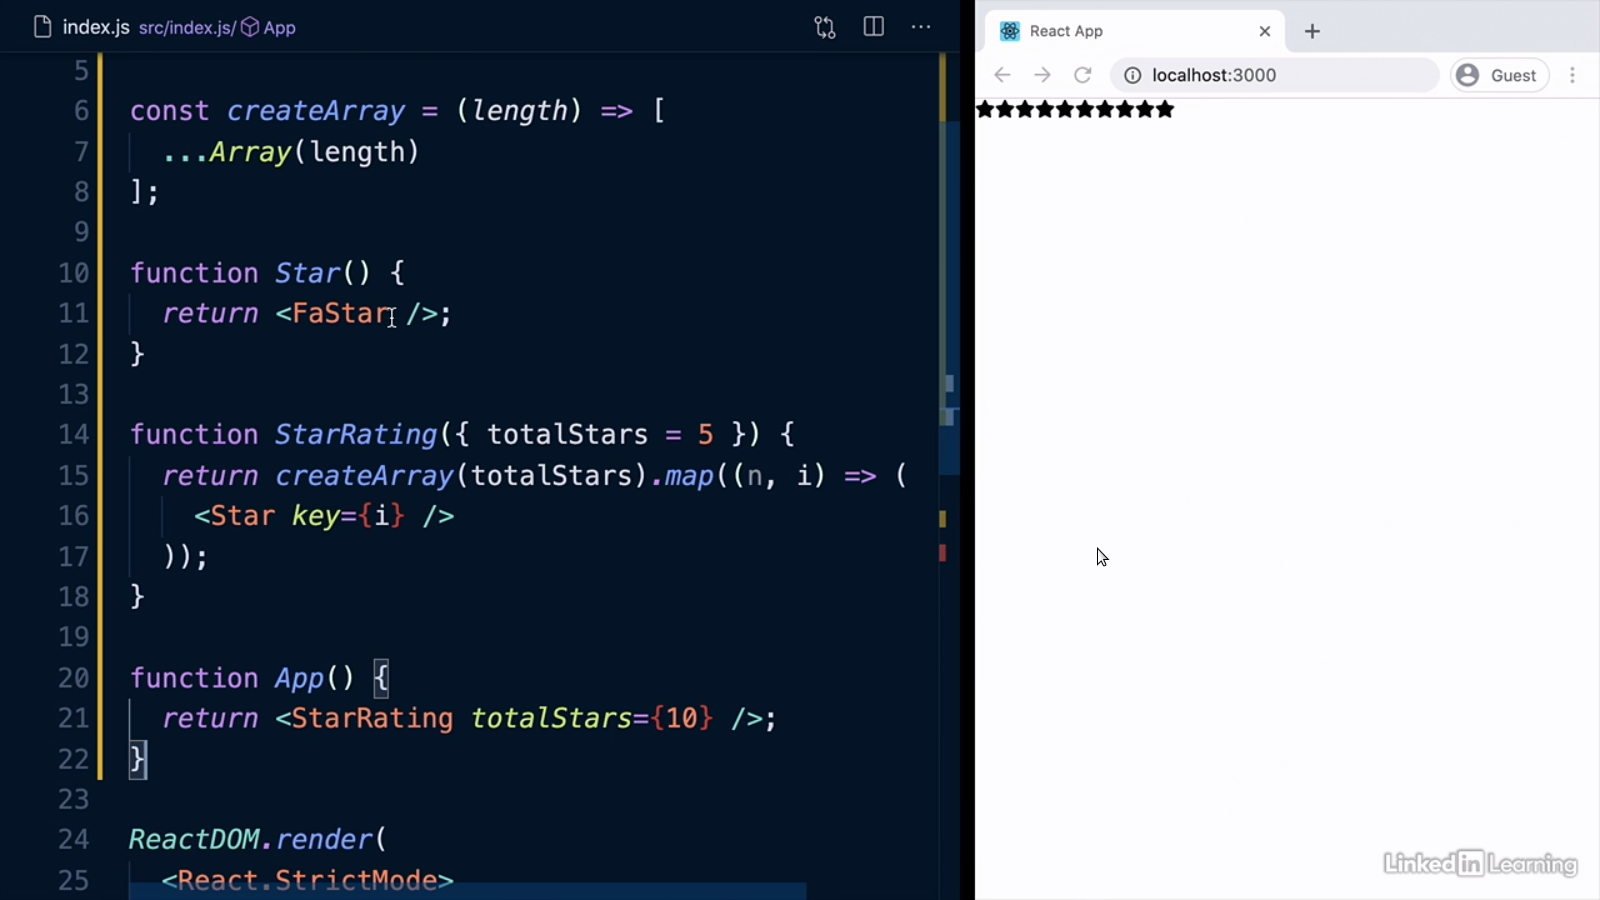 index.js src/index.js/ App
5
6 const createArray = (length) => [
7 ...Array(length)
8 ];
9
10 function Star() {
11 return <FaStar />;
12 }
13
14 function StarRating({ totalStars = 5 }) {
15 return createArray(totalStars).map((n, i) => (
16 <Star key={i} />
17 ));
18 }
19
20 function App() {
21 return <StarRating totalStars={10} />;
22 }
23
24 ReactDOM.render(
25 <React.StrictMode>
React App
localhost:3000
Guest
★★★★★★★★★★
LinkedIn Learning